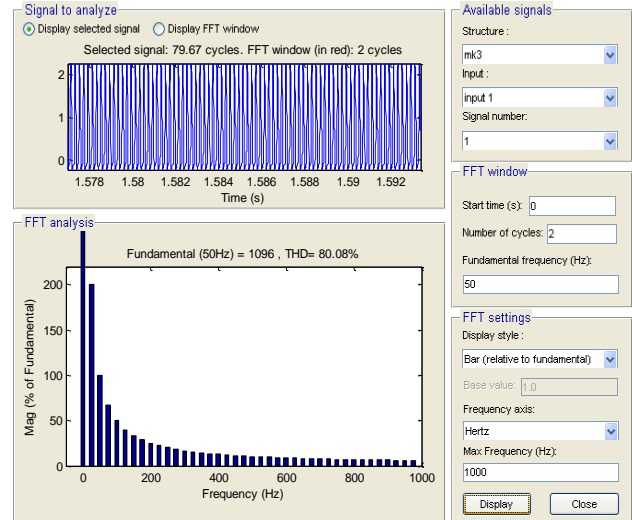 Signal to analyze
Display selected signal Display FFT window
Selected signal: 79.67 cycles. FFT window (in red): 2 cycles
2
1
0
1.578 1.58 1.582 1.584 1.586 1.588 1.59 1.592
Time (s)
FFT analysis
Fundamental (50Hz) = 1096 , THD= 80.08%
200
150
100
50
0
Mag (% of Fundamental)
0 200 400 600 800 1000
Frequency (Hz)
Available signals
Structure :
mk3
Input :
input 1
Signal number:
1
FFT window
Start time (s): 0
Number of cycles: 2
Fundamental frequency (Hz):
50
FFT settings
Display style :
Bar (relative to fundamental)
Base value: 1.0
Frequency axis:
Hertz
Max Frequency (Hz):
1000
Display Close